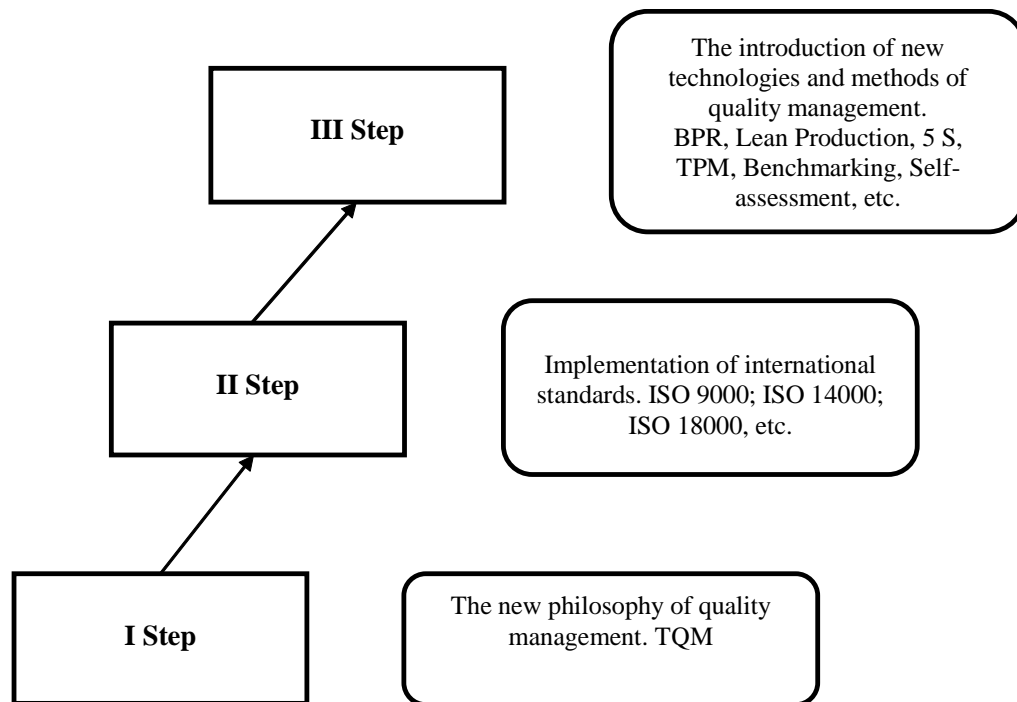 The introduction of new
technologies and methods of
quality management.
BPR, Lean Production, 5 S,
TPM, Benchmarking, Self-
assessment, etc.
III Step
Implementation of international
standards. ISO 9000; ISO 14000;
ISO 18000, etc.
II Step
The new philosophy of quality
management. TQM
I Step